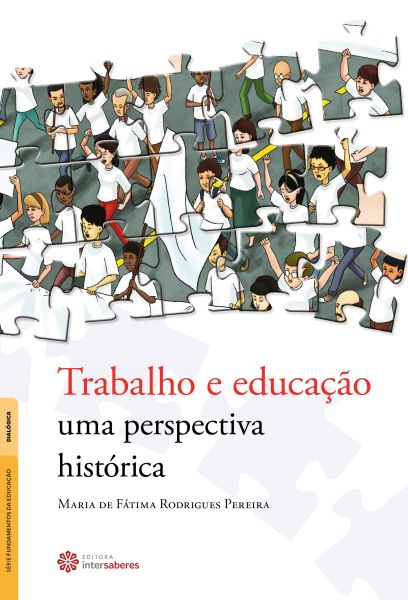 Trabalho e educação
uma perspectiva
histórica
Maria de Fátima Rodrigues Pereira
DIALÓGICA
SÉRIE FUNDAMENTOS DA EDUCAÇÃO
EDITORA
intersaberes